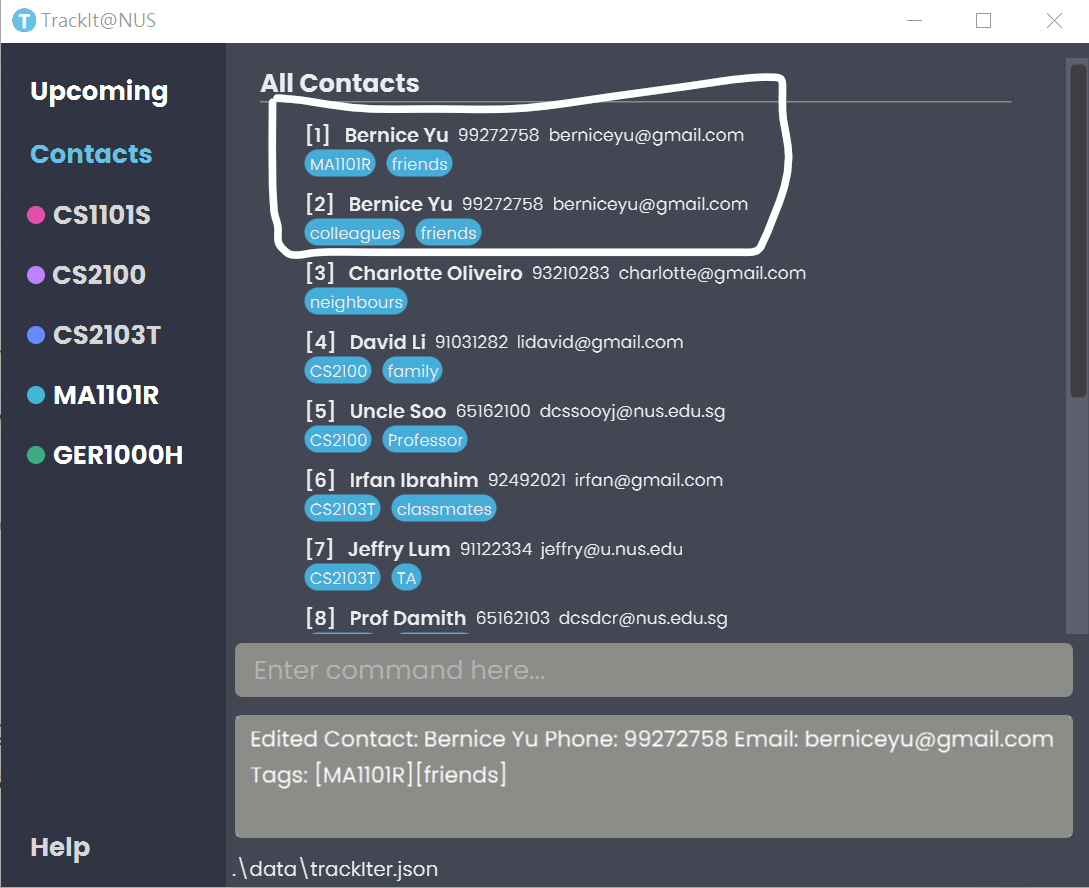 TrackIt@NUS
Upcoming
Contacts
CS1101S
CS2100
CS2103T
MA1101R
GER1000H
Help
All Contacts
[1] Bernice Yu 99272758 berniceyu@gmail.com
MA1101R friends
[2] Bernice Yu 99272758 berniceyu@gmail.com
colleagues friends
[3] Charlotte Oliveiro 93210283 charlotte@gmail.com
neighbours
[4] David Li 91031282 lidavid@gmail.com
CS2100 family
[5] Uncle Soo 65162100 dcssooyj@nus.edu.sg
CS2100 Professor
[6] Irfan Ibrahim 92492021 irfan@gmail.com
CS2103T classmates
[7] Jeffry Lum 91122334 jeffry@u.nus.edu
CS2103T TA
[8] Prof Damith 65162103 dcsdcr@nus.edu.sg
Enter command here...
Edited Contact: Bernice Yu Phone: 99272758 Email: berniceyu@gmail.com
Tags: [MA1101R][friends]
.\data\trackIter.json